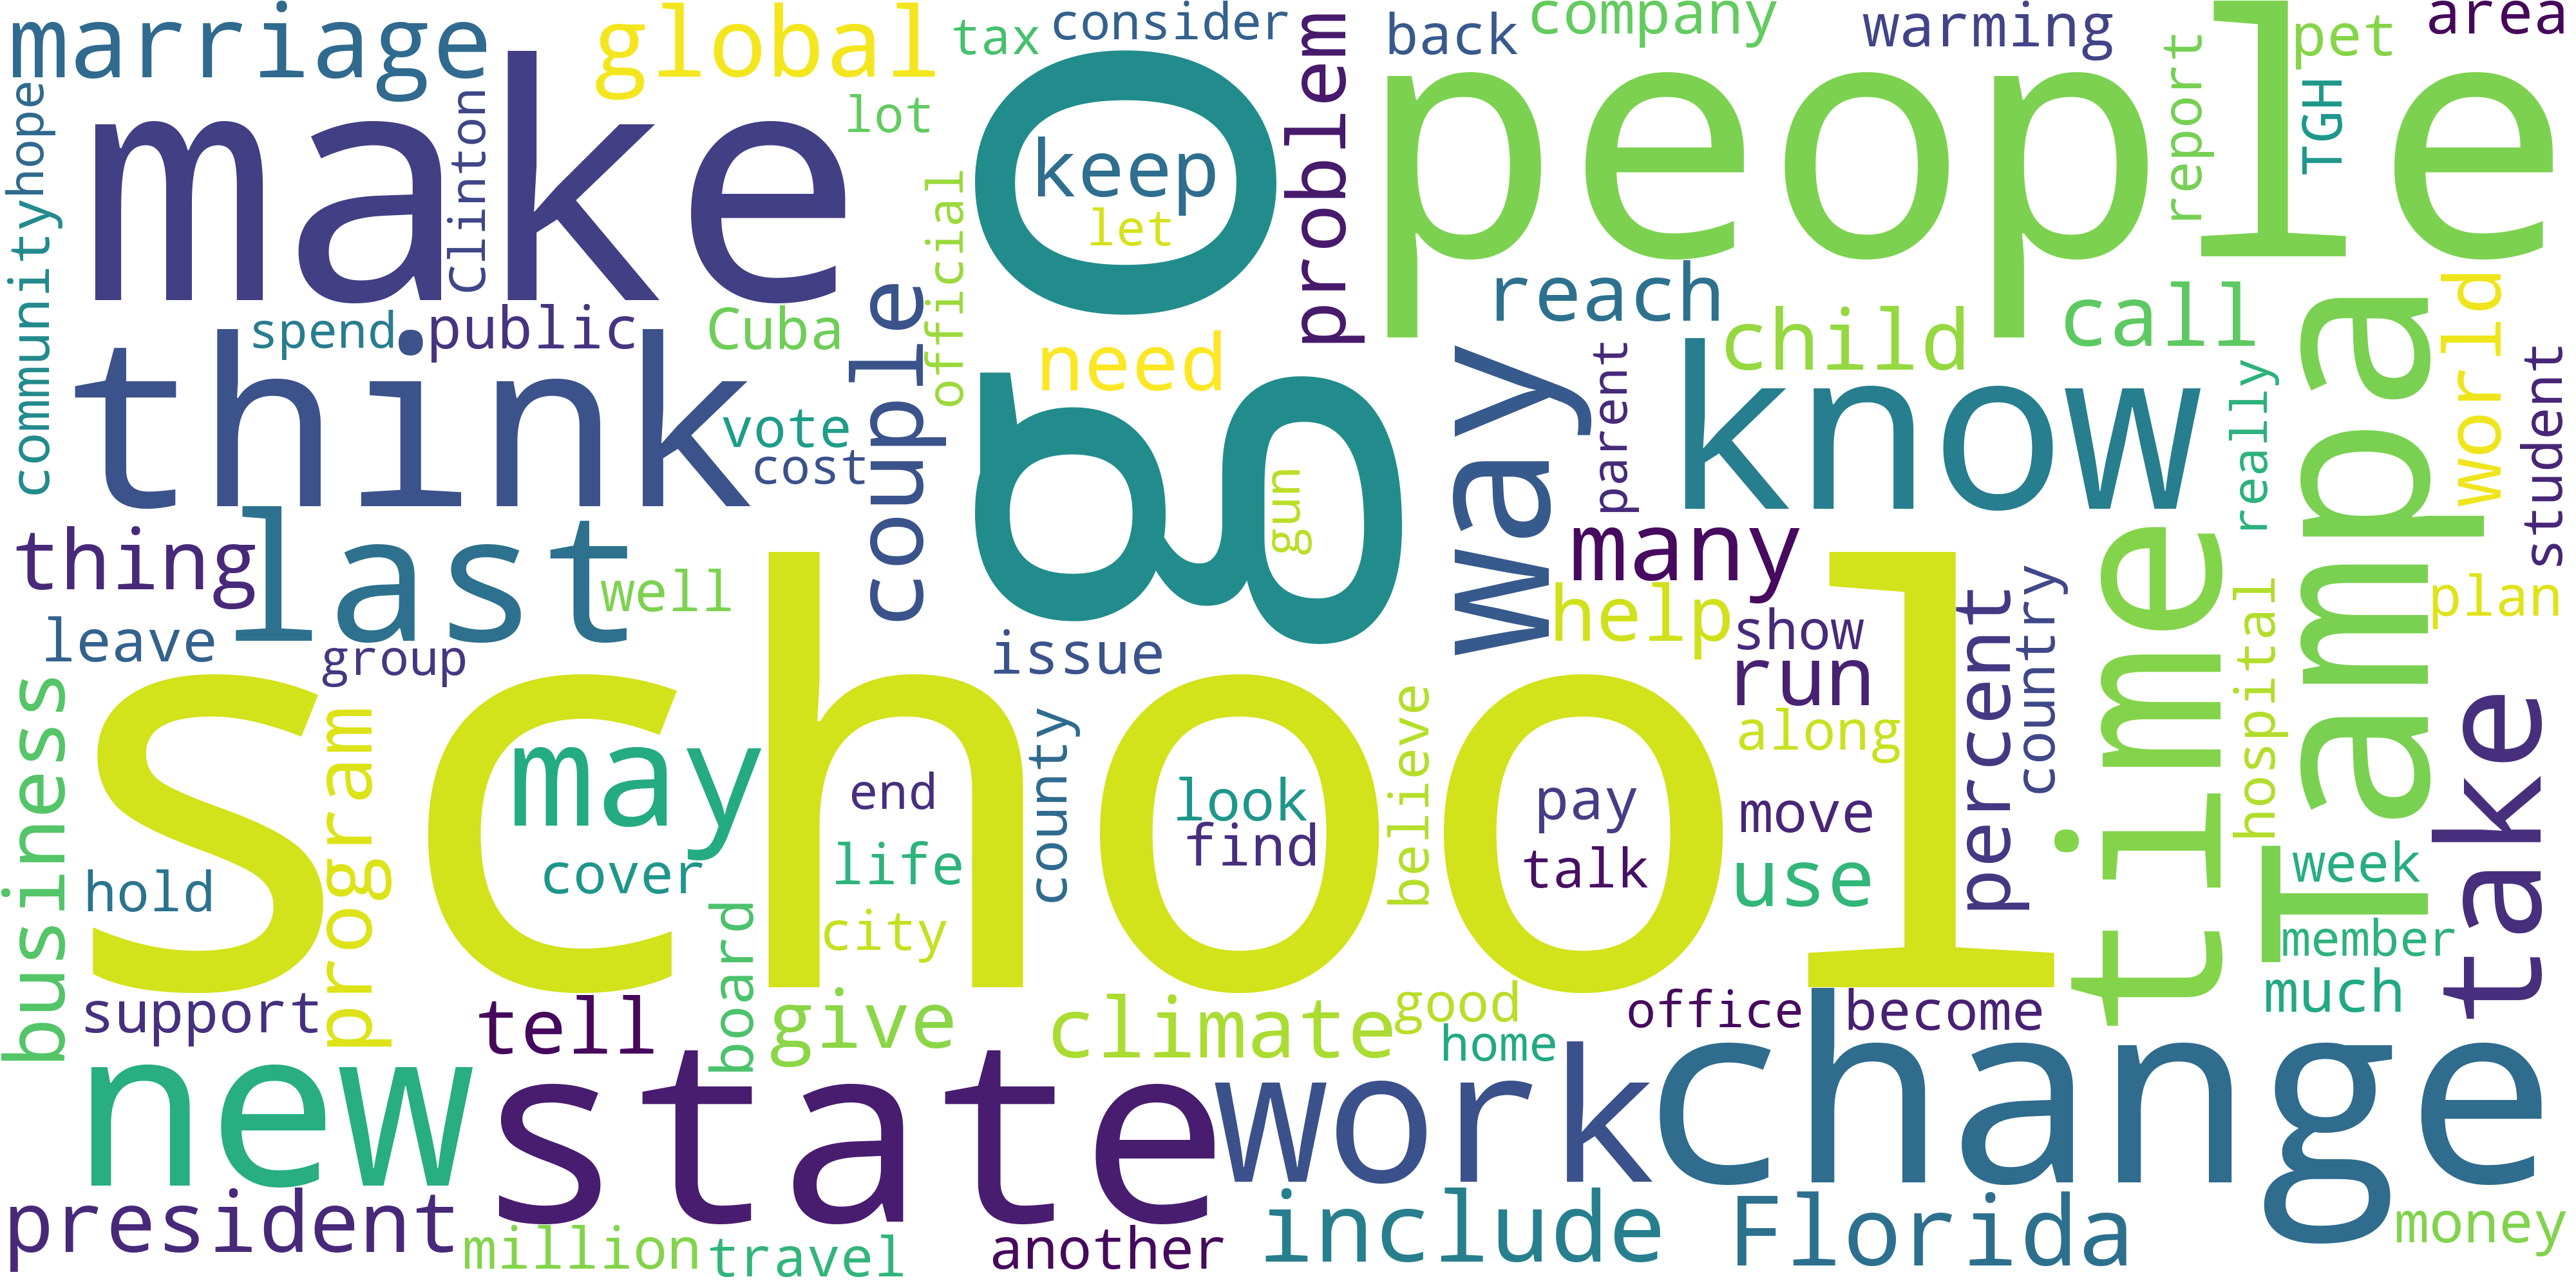 marriage
global
tax
consider
back
company
warming
pet
area
make
Clinton
lot
go
keep
let
problem
people
report
TGH
communityhope
official
spend
public
Cuba
couple
need
reach
child
call
world
think
vote
cost
way
parent
know
really
Tampa
student
gun
thing
last
well
many
time
leave
group
issue
help
show
run
percent
country
hospital
plan
school
business
program
may
end
county
look
believe
pay
along
move
take
hold
cover
life
find
talk
use
week
city
board
member
support
tell
give
climate
good
office
become
much
new
state
home
work
change
president
million
travel
another
include
Florida
money